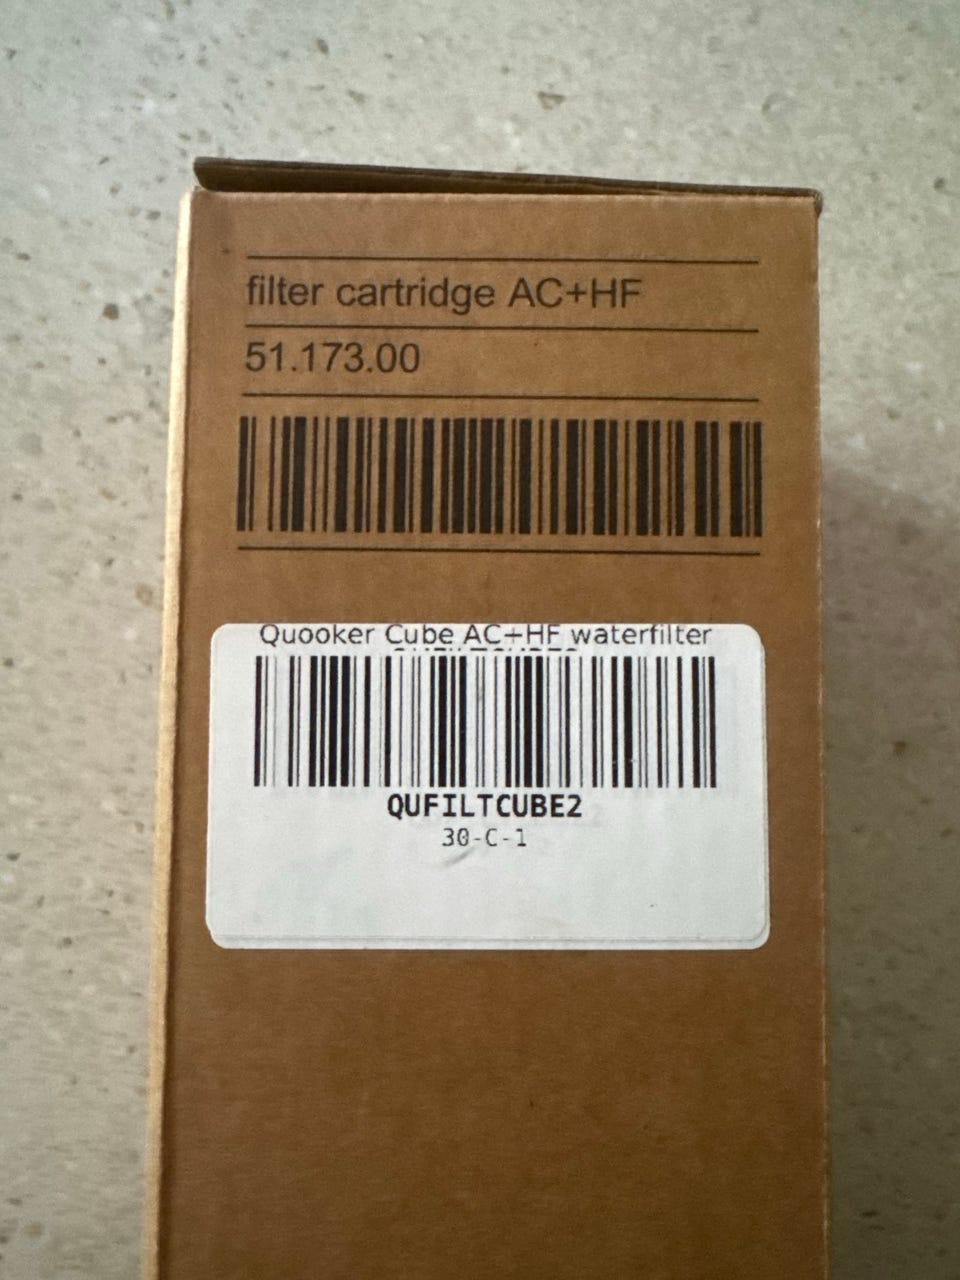 filter cartridge AC+HF
51.173.00
Quooker Cube AC+HF waterfilter
QUFILTCUBE2
30-C-1